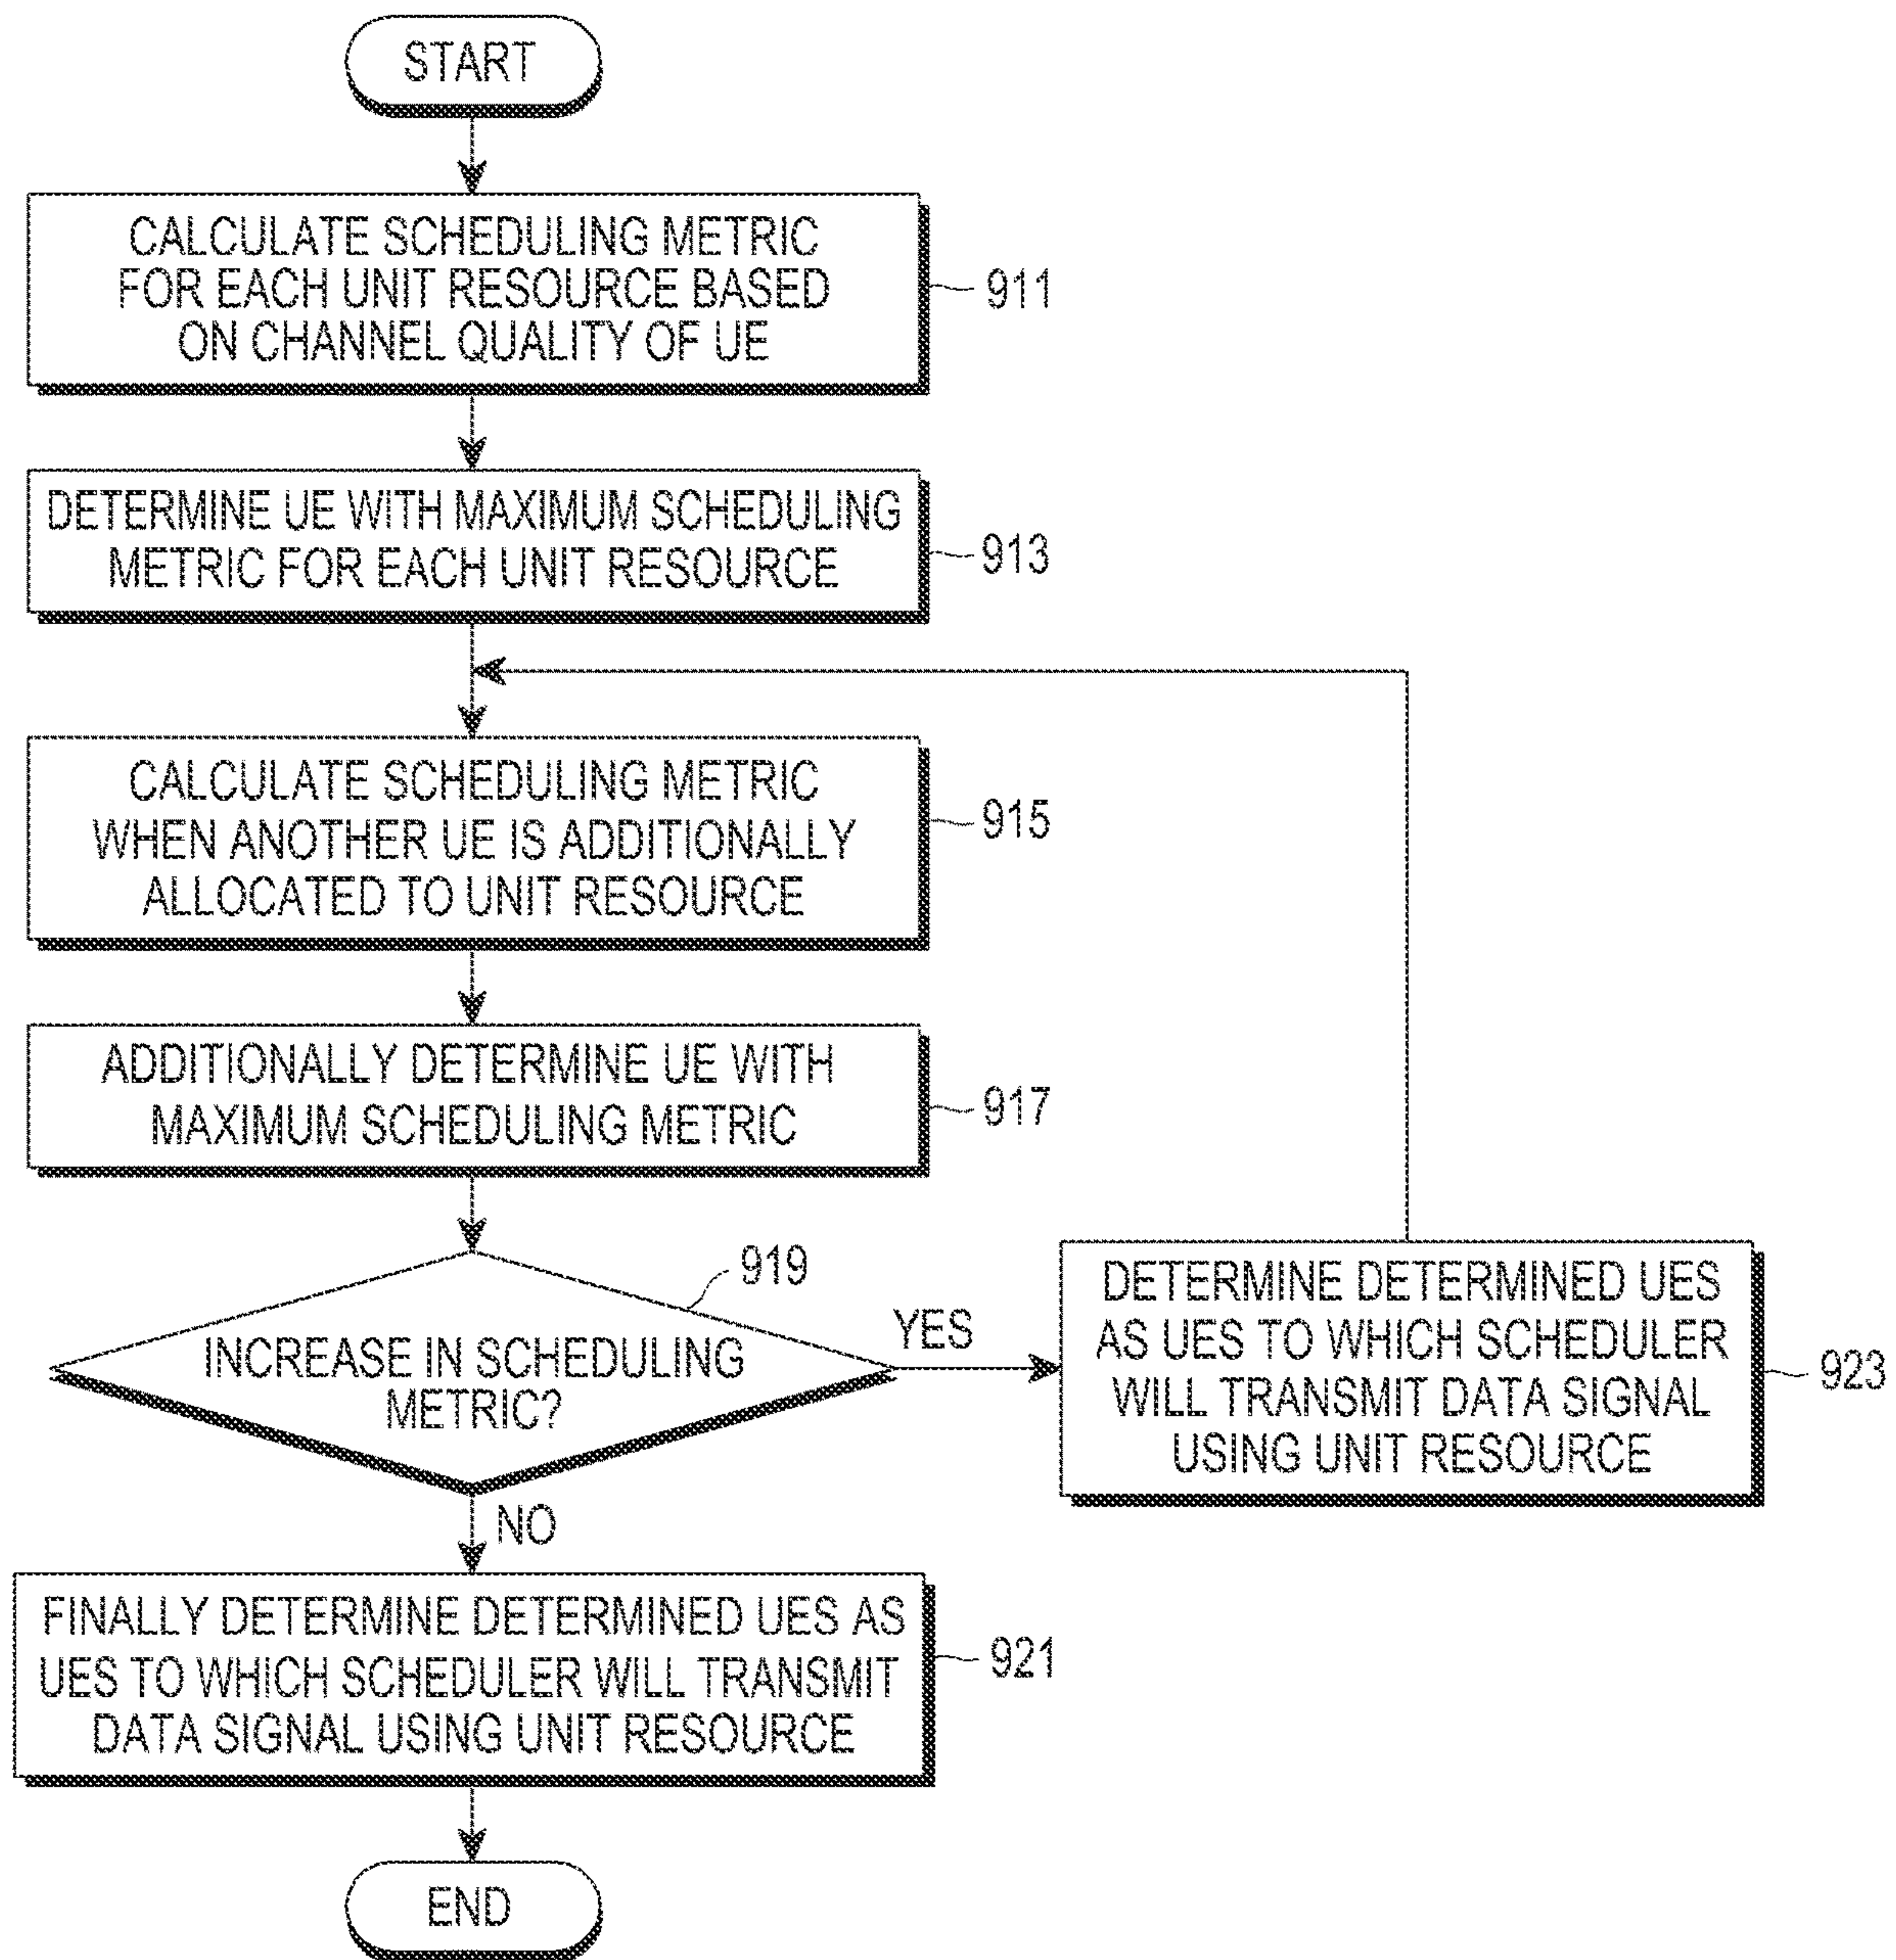 START
CALCULATE SCHEDULING METRIC
FOR EACH UNIT RESOURCE BASED
ON CHANNEL QUALITY OF UE
911
DETERMINE UE WITH MAXIMUM SCHEDULING
METRIC FOR EACH UNIT RESOURCE
913
CALCULATE SCHEDULING METRIC
WHEN ANOTHER UE IS ADDITIONALLY
ALLOCATED TO UNIT RESOURCE
915
ADDITIONALLY DETERMINE UE WITH
MAXIMUM SCHEDULING METRIC
917
919
INCREASE IN SCHEDULING
METRIC?
YES
DETERMINE DETERMINED UES
AS UES TO WHICH SCHEDULER
WILL TRANSMIT DATA SIGNAL
USING UNIT RESOURCE
923
NO
FINALLY DETERMINE DETERMINED UES AS
UES TO WHICH SCHEDULER WILL TRANSMIT
DATA SIGNAL USING UNIT RESOURCE
921
END